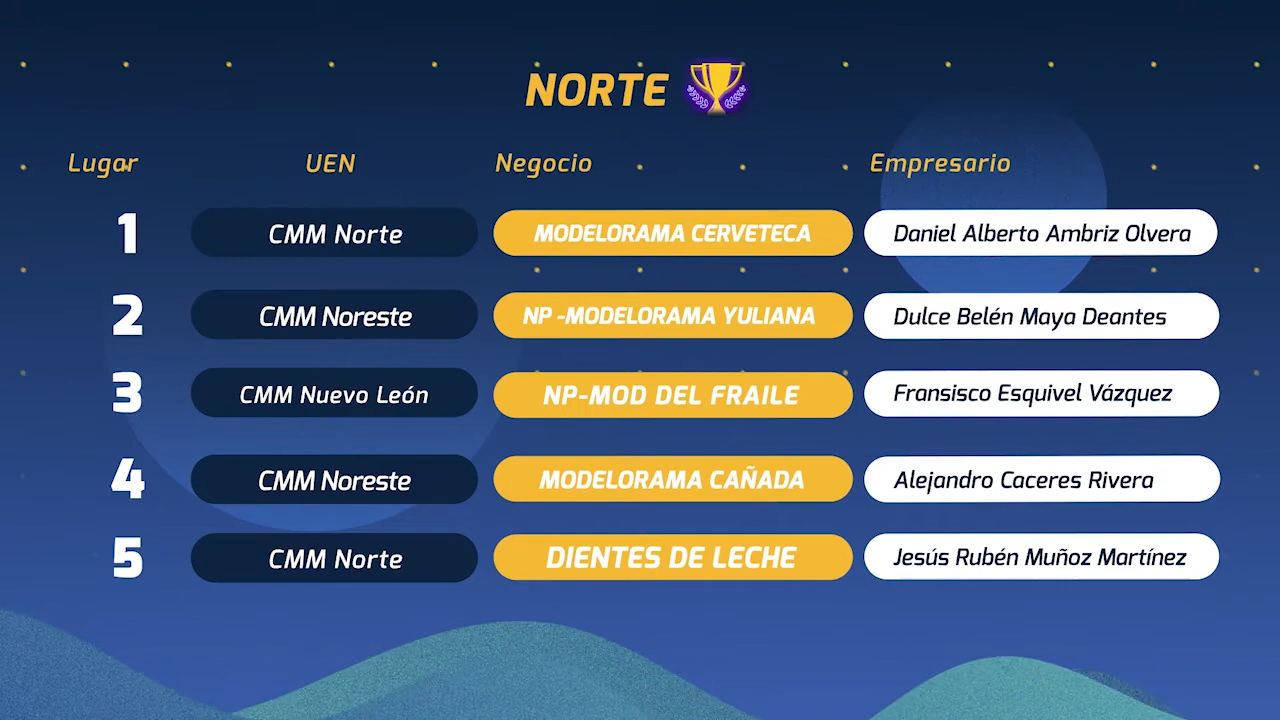 NORTE
Lugar UEN Negocio Empresario
1 CMM Norte MODELORAMA CERVETECA Daniel Alberto Ambriz Olvera
2 CMM Noreste NP -MODELORAMA YULIANA Dulce Belén Maya Deantes
3 CMM Nuevo León NP-MOD DEL FRAILE Fransisco Esquivel Vázquez
4 CMM Noreste MODELORAMA CAÑADA Alejandro Caceres Rivera
5 CMM Norte DIENTES DE LECHE Jesús Rubén Muñoz Martínez